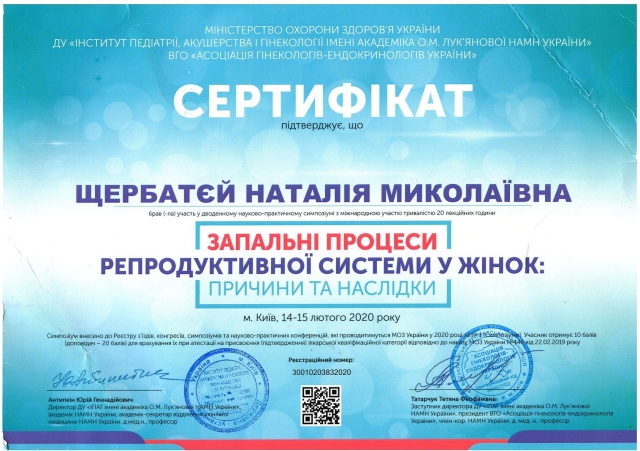 МІНІСТЕРСТВО ОХОРОНИ ЗДОРОВ'Я УКРАЇНИ
ДУ «ІНСТИТУТ ПЕДІАТРІЇ, АКУШЕРСТВА І ГІНЕКОЛОГІЇ ІМЕНІ АКАДЕМІКА О.М. ЛУК'ЯНОВОЇ НАМН УКРАЇНИ»
ВГО «АСОЦІАЦІЯ ГІНЕКОЛОГІВ-ЕНДОКРИНОЛОГІВ УКРАЇНИ»
СЕРТИФІКАТ
підтверджує, що
ЩЕРБАТЄЙ НАТАЛІЯ МИКОЛАЇВНА
брав (-ла) участь у дводенному науково-практичному симпозіумі з міжнародною участю тривалістю 20 лекційних години
ЗАПАЛЬНІ ПРОЦЕСИ
РЕПРОДУКТИВНОЇ СИСТЕМИ У ЖІНОК:
ПРИЧИНИ ТА НАСЛІДКИ
м. Київ, 14-15 лютого 2020 року
Симпозіум внесено до Реєстру з'їздів, конгресів, симпозіумів та науково-практичних конференцій, які проводитимуться МОЗ України у 2020 році за Учасник отримує 10 балів
(доповідач – 20 балів) для врахування їх при атестації на присвоєння (підтвердження) лікарської кваліфікаційної категорії відповідно до наказу МОЗ України від 22.02.2019 року
Реєстраційний номер:
30010203832020
Антипкін Юрій Геннадійович
Директор ДУ «ІПАГ імені академіка О.М. Лук'янової НАМН України»,
академік НАМН України, академік-секретар відділення
медицини НАМН України, д.мед.н., професор
Татарчук Тетяна Феофанівна
Заступник директора ДУ «ІПАГ імені академіка О.М. Лук'янової
НАМН України», президент ВГО «Асоціація гінекологів-ендокринологів
України», член-кор. НАМН України, д. мед. н., професор
АСОЦІАЦІЯ
ГІНЕКОЛОГІВ-
ЕНДОКРИНОЛОГІВ